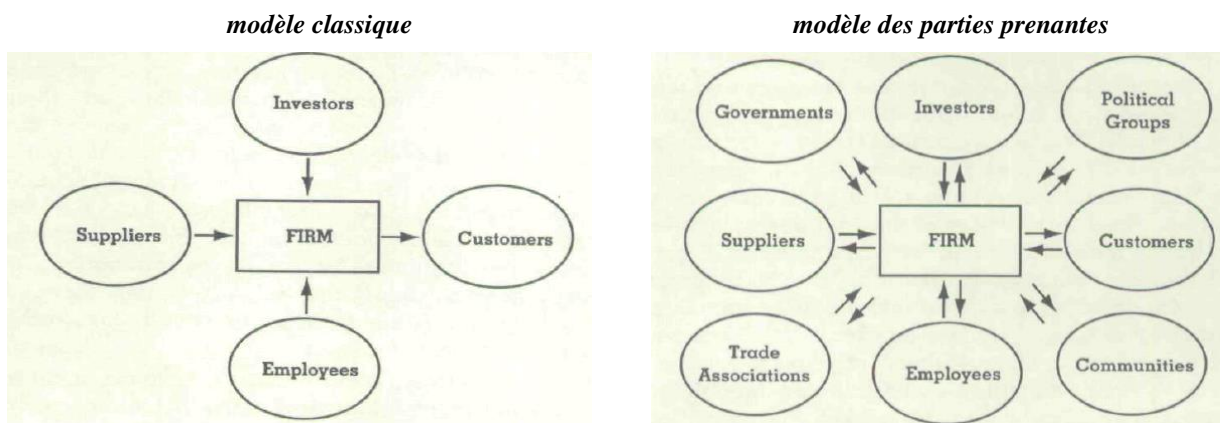 modèle classique
Investors
Suppliers
FIRM
Customers
Employees
modèle des parties prenantes
Governments
Investors
Political
Groups
Suppliers
FIRM
Customers
Trade
Associations
Employees
Communities